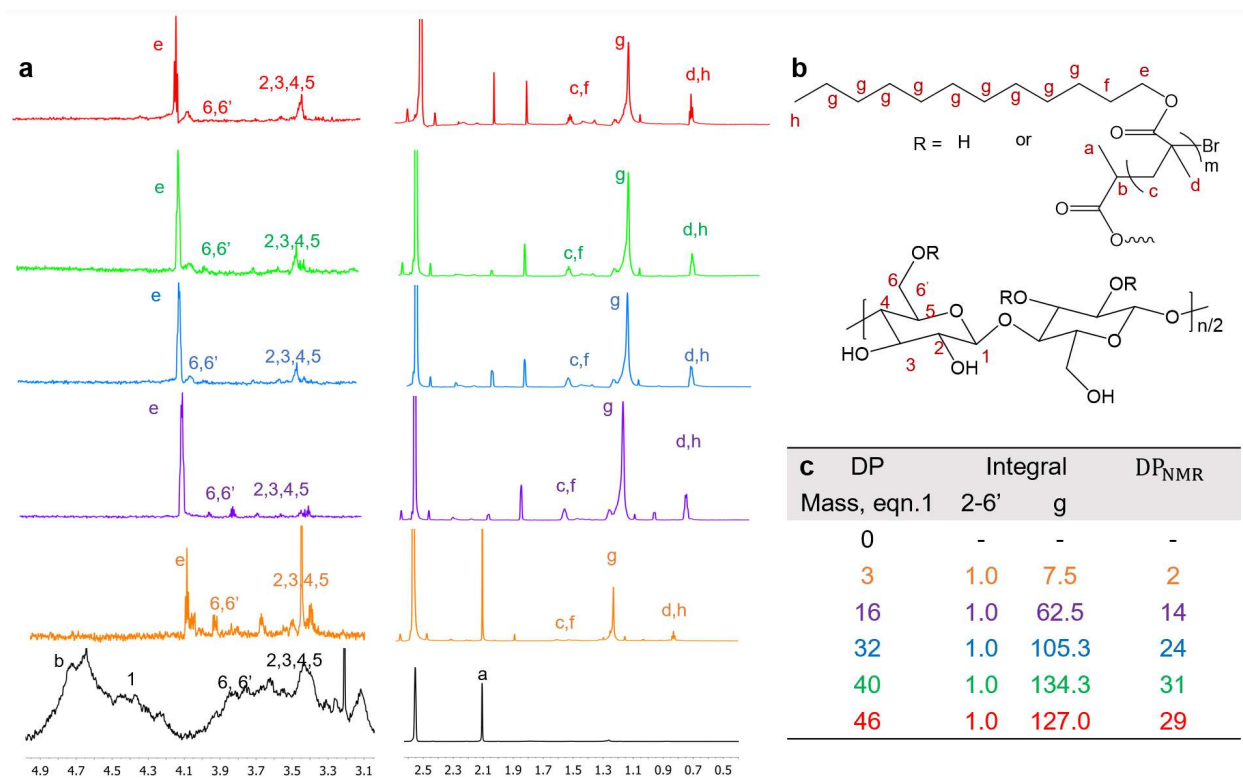 a
e
6,6'
2,3,4,5
c,f
g
d,h
e
6,6'
2,3,4,5
c,f
g
d,h
e
6,6'
2,3,4,5
c,f
g
d,h
e
6,6'
2,3,4,5
c,f
g
d,h
e
6,6'
2,3,4,5
c,f
g
d,h
b
1
6, 6'
2,3,4,5
a
4.9 4.7 4.5 4.3 4.1 3.9 3.7 3.5 3.3 3.1
2.5 2.3 2.1 1.9 1.7 1.5 1.3 1.1 0.9 0.7 0.5
b
g g g g g
h g g g g f e
O
R = H or
O
Br
m
a
b
c
d
O
O
OR
6
6'
4
5
O
RO
OR
O
n/2
HO
3
2
OH
1
O
O
OH
c DP Integral DPNMR
Mass, eqn.1 2-6' g
0 - - -
3 1.0 7.5 2
16 1.0 62.5 14
32 1.0 105.3 24
40 1.0 134.3 31
46 1.0 127.0 29